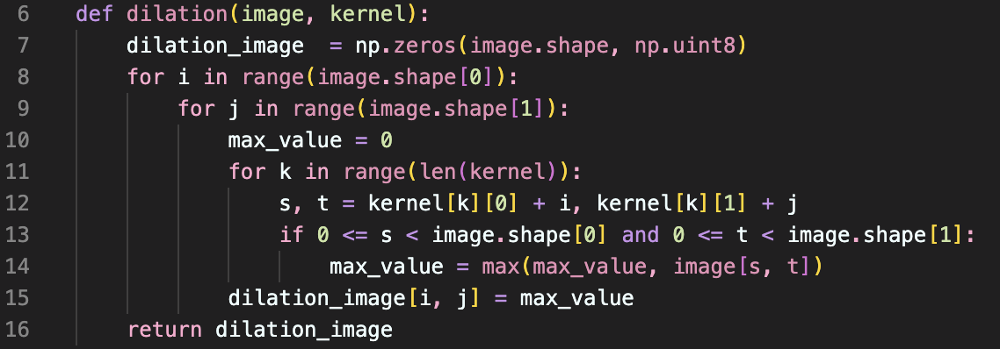 6 def dilation(image, kernel):
7     dilation_image  = np.zeros(image.shape, np.uint8)
8     for i in range(image.shape[0]):
9         for j in range(image.shape[1]):
10             max_value = 0
11             for k in range(len(kernel)):
12                 s, t = kernel[k][0] + i, kernel[k][1] + j
13                 if 0 <= s < image.shape[0] and 0 <= t < image.shape[1]:
14                     max_value = max(max_value, image[s, t])
15             dilation_image[i, j] = max_value
16     return dilation_image